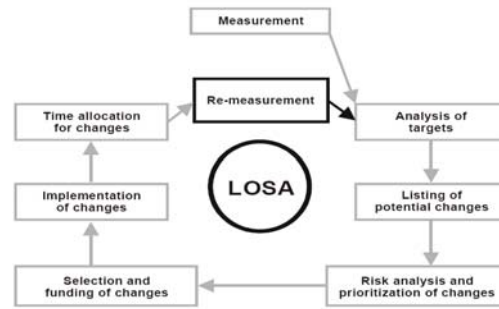 Measurement
Re-measurement
Time allocation
for changes
Analysis of
targets
LOSA
Implementation
of changes
Listing of
potential changes
Selection and
funding of changes
Risk analysis and
prioritization of changes